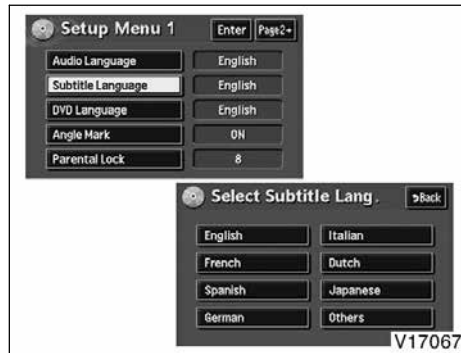 Setup Menu 1 Enter Page2→
Audio Language English
Subtitle Language English
DVD Language English
Angle Mark ON
Parental Lock 8
Select Subtitle Lang. Back
English Italian
French Dutch
Spanish Japanese
German Others
V17067